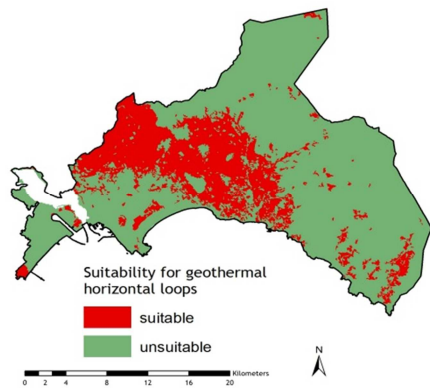 Suitability for geothermal
horizontal loops
suitable
unsuitable
Kilometers
0 2 4 8 12 16 20
N